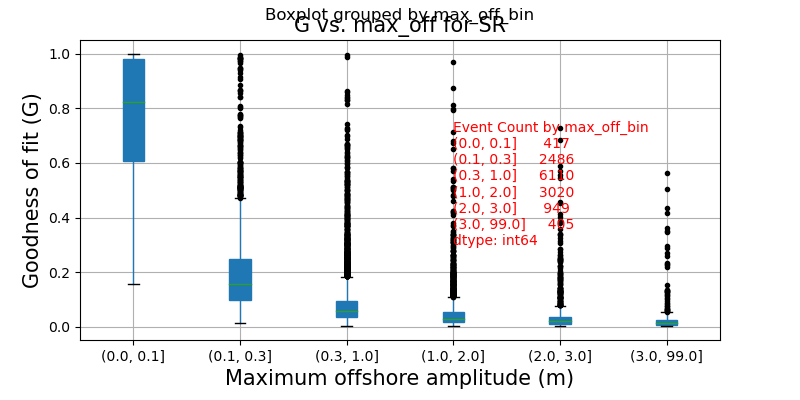 Boxplot grouped by max_off_bin
G vs. max_off for SR
Goodness of fit (G)
1.0
0.8
0.6
0.4
0.2
0.0
Event Count by max_off_bin
(0.0, 0.1] 417
(0.1, 0.3] 2486
(0.3, 1.0]
(1.0, 2.0] 3020
(2.0, 3.0] 949
(3.0, 99.0] 405
dtype: int64
(0.0, 0.1] (0.1, 0.3] (0.3, 1.0] (1.0, 2.0] (2.0, 3.0] (3.0, 99.0]
Maximum offshore amplitude (m)